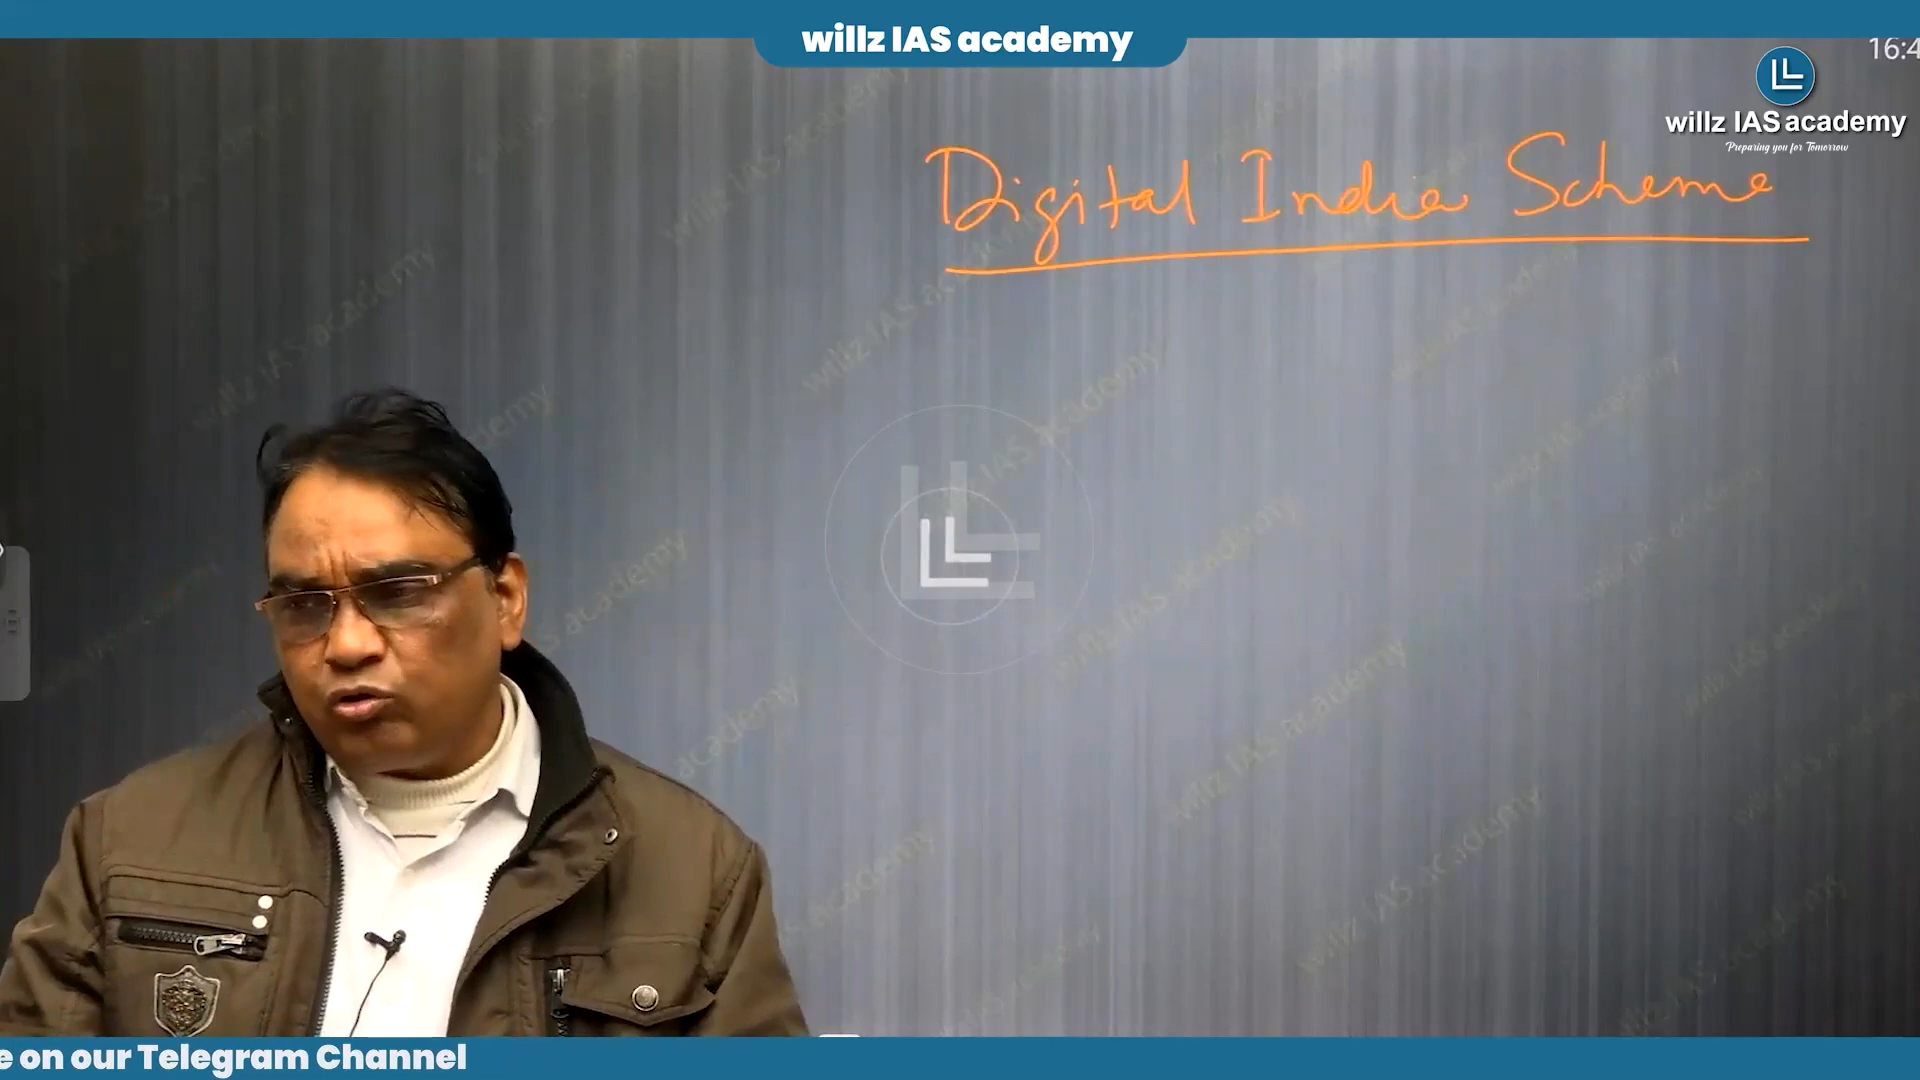 willz IAS academy
16:4
willz IAS academy
Preparing you for Tomorrow
Digital India Scheme
e on our Telegram Channel